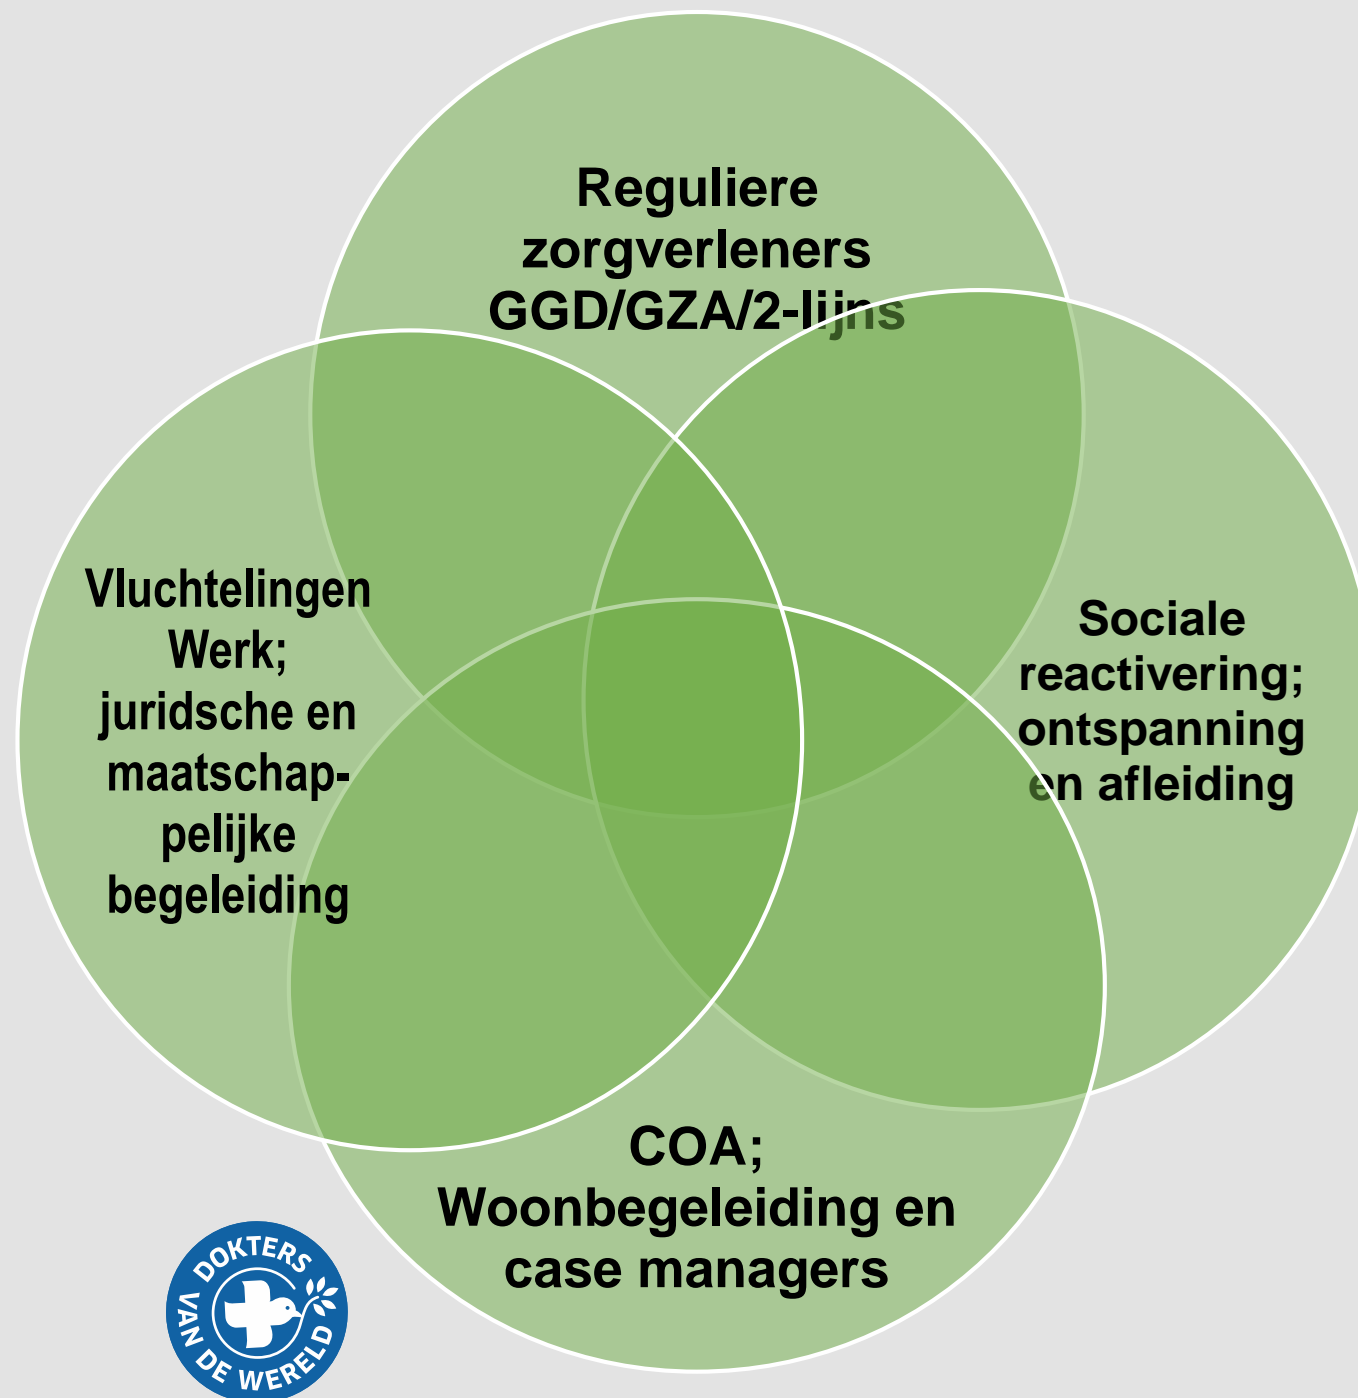 Reguliere
zorgverleners
GGD/GZA/2-lijns
Vluchtelingen
Werk;
juridsche en
maatschap-
pelijke
begeleiding
Sociale
reactivering;
ontspanning
en afleiding
COA;
Woonbegeleiding en
case managers
DOKTERS
VAN DE WERELD